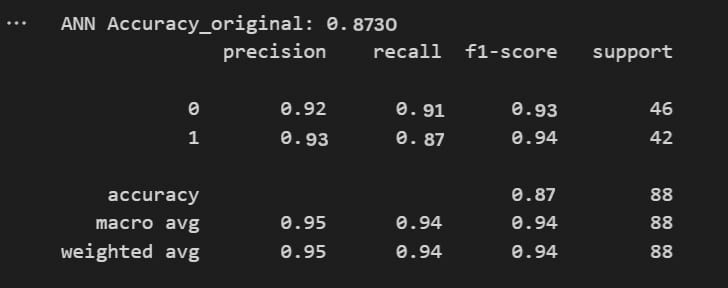 ··· ANN Accuracy_original: 0.8730
precision recall f1-score support
0 0.92 0.91 0.93 46
1 0.93 0.87 0.94 42
accuracy 0.87 88
macro avg 0.95 0.94 0.94 88
weighted avg 0.95 0.94 0.94 88